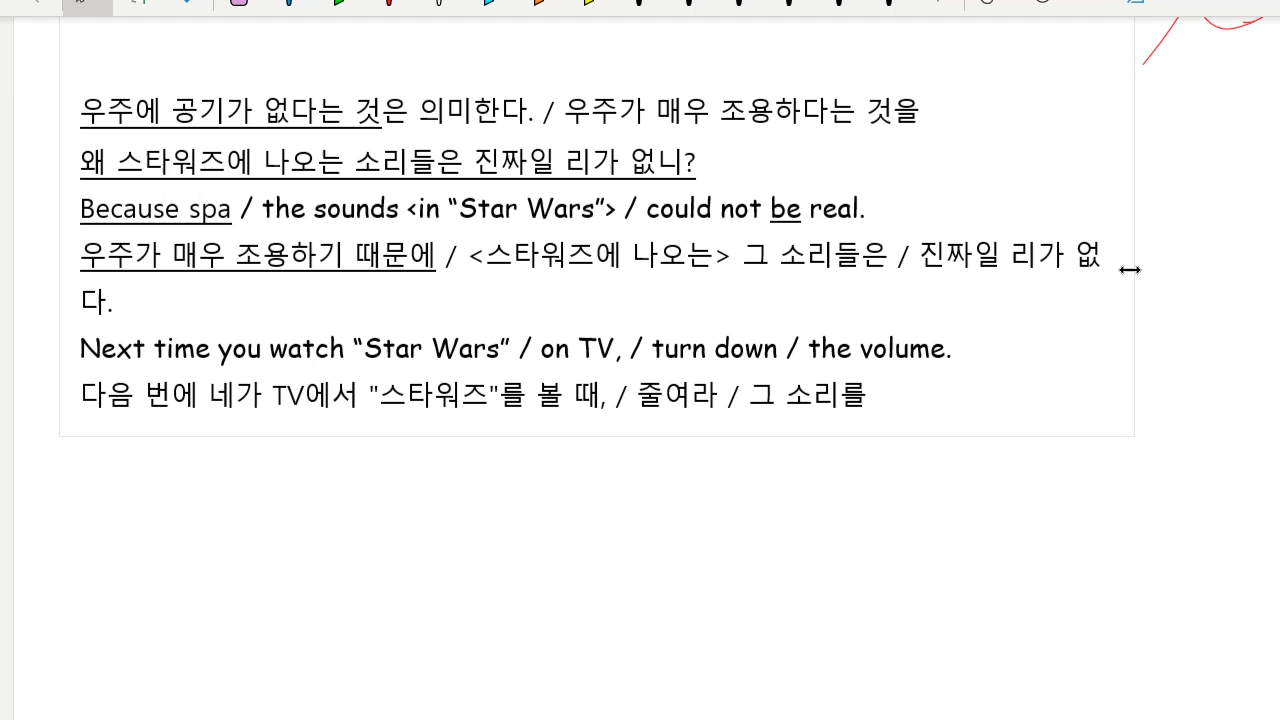 우주에 공기가 없다는 것은 의미한다. / 우주가 매우 조용하다는 것을
왜 스타워즈에 나오는 소리들은 진짜일 리가 없니?
Because spa / the sounds <in “Star Wars”> / could not be real.
우주가 매우 조용하기 때문에 / <스타워즈에 나오는> 그 소리들은 / 진짜일 리가 없
다.
Next time you watch “Star Wars” / on TV, / turn down / the volume.
다음 번에 네가 TV에서 "스타워즈"를 볼 때, / 줄여라 / 그 소리를